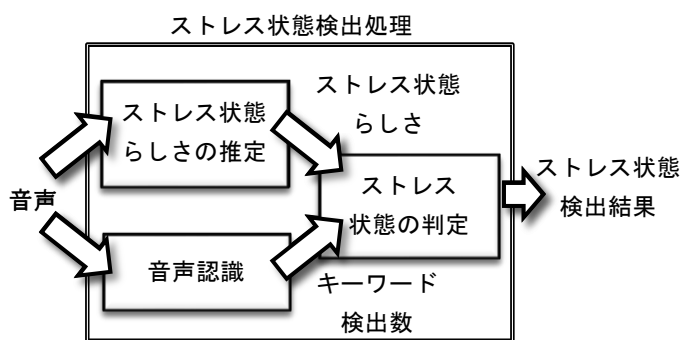 ストレス状態検出処理
ストレス状態
らしさの推定
ストレス状態
らしさ
音声
ストレス
状態の判定
ストレス状態
検出結果
音声認識
キーワード
検出数